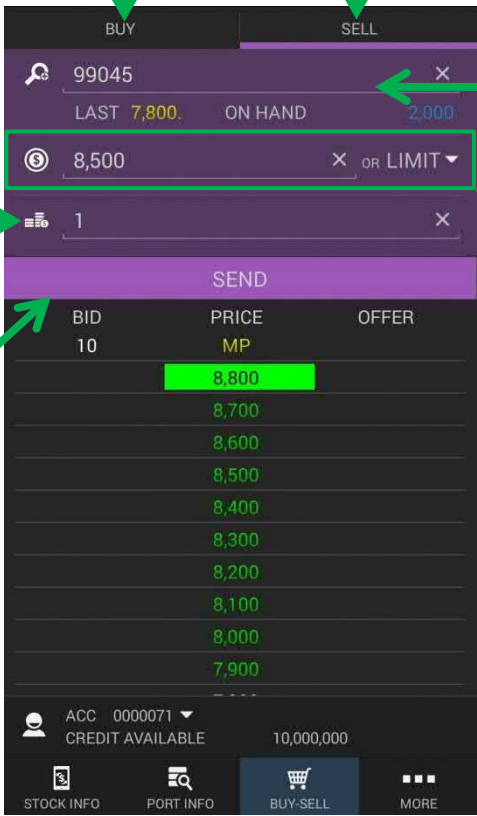 BUY SELL
99045
LAST 7,800. ON HAND 2,000
8,500 OR LIMIT
1
SEND
BID PRICE OFFER
10 MP
8,800
8,700
8,600
8,500
8,400
8,300
8,200
8,100
8,000
7,900
ACC 0000071
CREDIT AVAILABLE 10,000,000
STOCK INFO PORT INFO BUY-SELL MORE